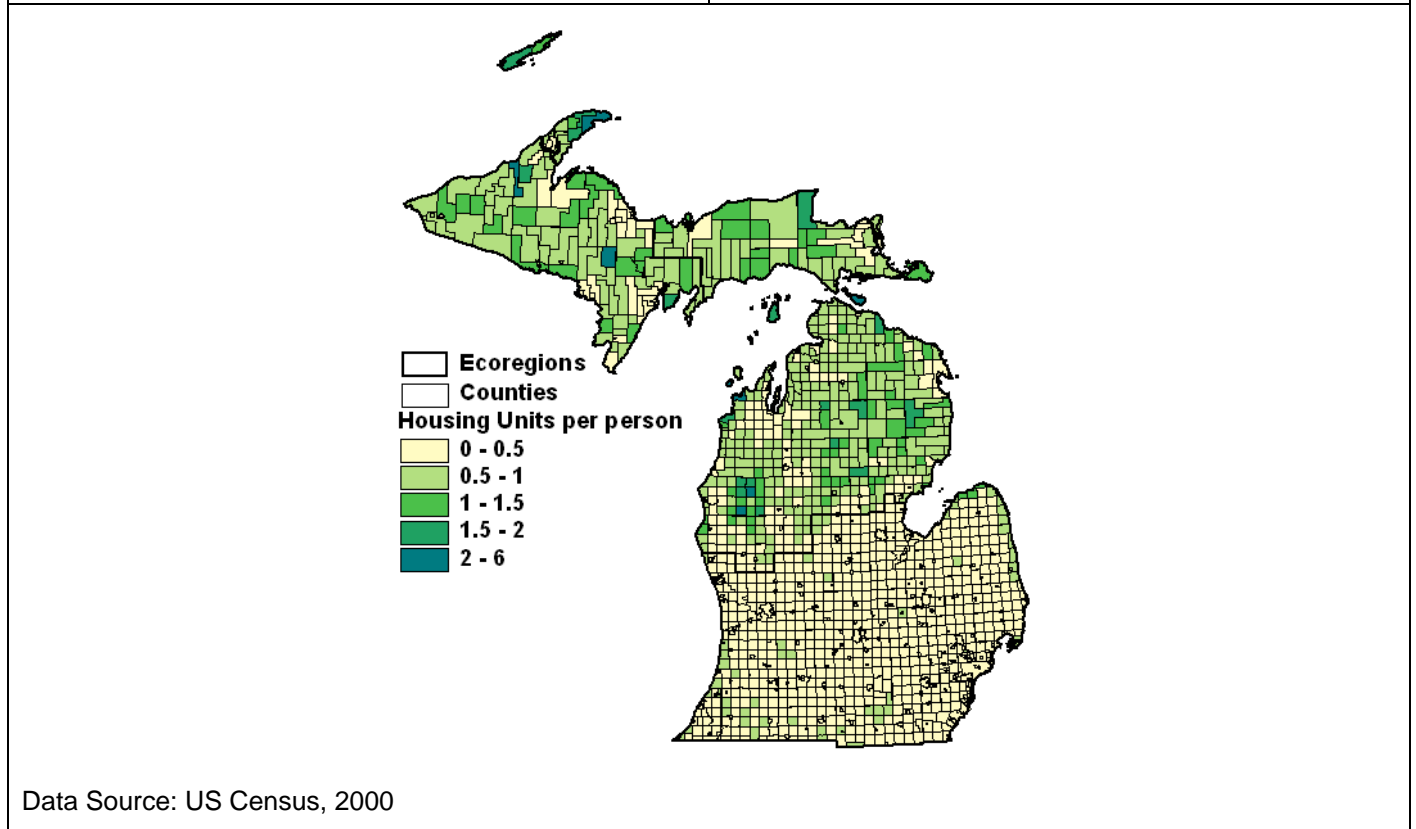 Ecoregions
Counties
Housing Units per person
0 - 0.5
0.5 - 1
1 - 1.5
1.5 - 2
2 - 6
Data Source: US Census, 2000